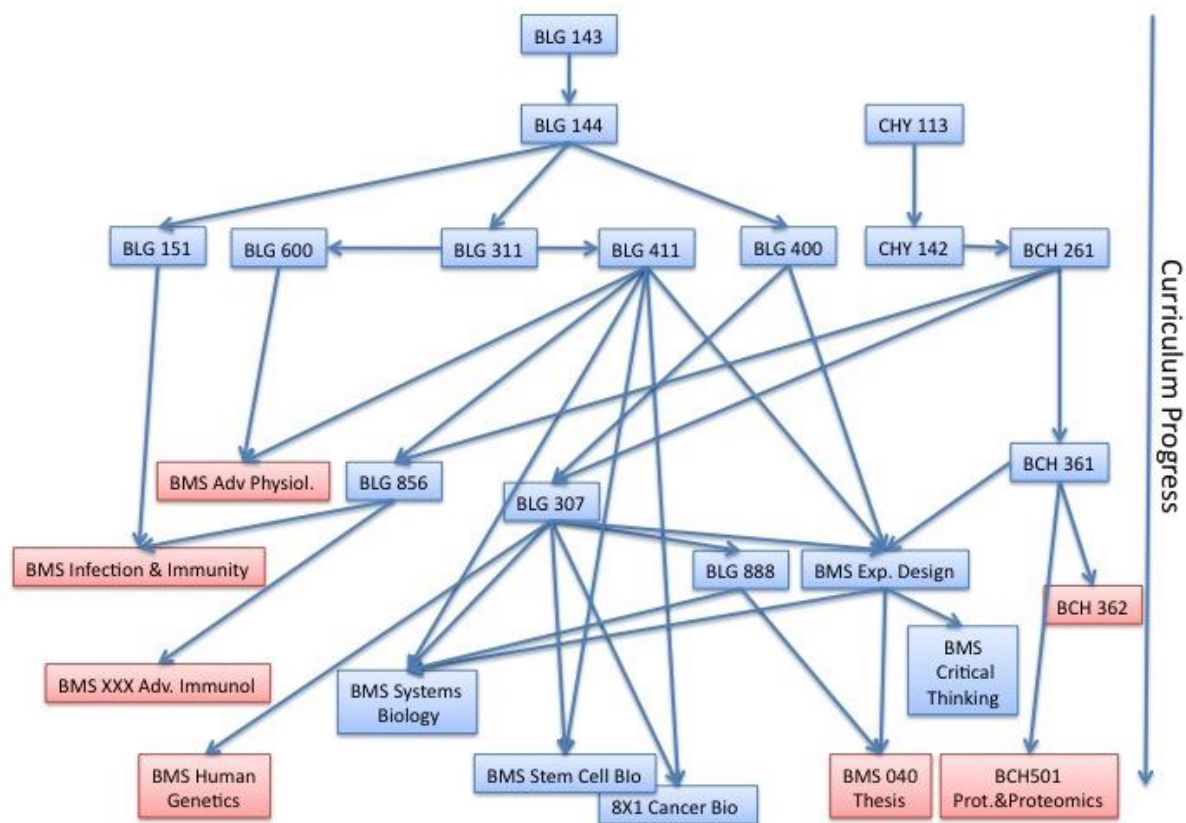 BLG 143
BLG 144
CHY 113
BLG 151
BLG 600
BLG 311
BLG 411
BLG 400
CHY 142
BCH 261
Curriculum Progress
BMS Adv Physiol.
BLG 856
BLG 307
BCH 361
BMS Infection & Immunity
BLG 888
BMS Exp. Design
BCH 362
BMS XXX Adv. Immunol
BMS Systems
Biology
BMS
Critical
Thinking
BMS Human
Genetics
BMS Stem Cell BIo
8X1 Cancer Bio
BMS 040
Thesis
BCH501
Prot.&Proteomics